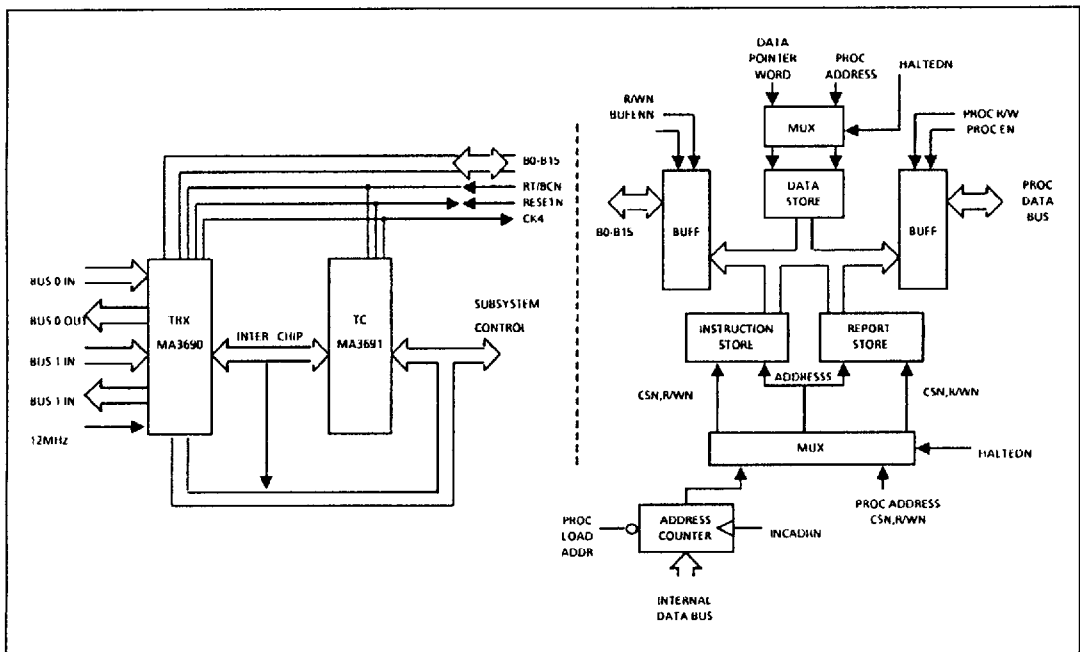 B0-B15
RT/BCN
RESETN
CK4
BUS 0 IN
BUS 0 OUT
BUS 1 IN
BUS 1 IN
12MHz
TRX
MA3690
INTER CHIP
TC
MA3691
SUBSYSTEM
CONTROL
DATA
POINTER
WORD
PROC
ADDRESS
HALTEDN
R/WN
BUFENN
MUX
PROC R/W
PROC EN
DATA
STORE
B0-B15
BUFF
BUFF
PROC
DATA
BUS
INSTRUCTION
STORE
REPORT
STORE
ADDRESSS
CSN,R/WN
CSN,R/WN
MUX
HALTEDN
PROC ADDRESS
CSN,R/WN
PROC
LOAD
ADDR
ADDRESS
COUNTER
INCADRN
INTERNAL
DATA BUS